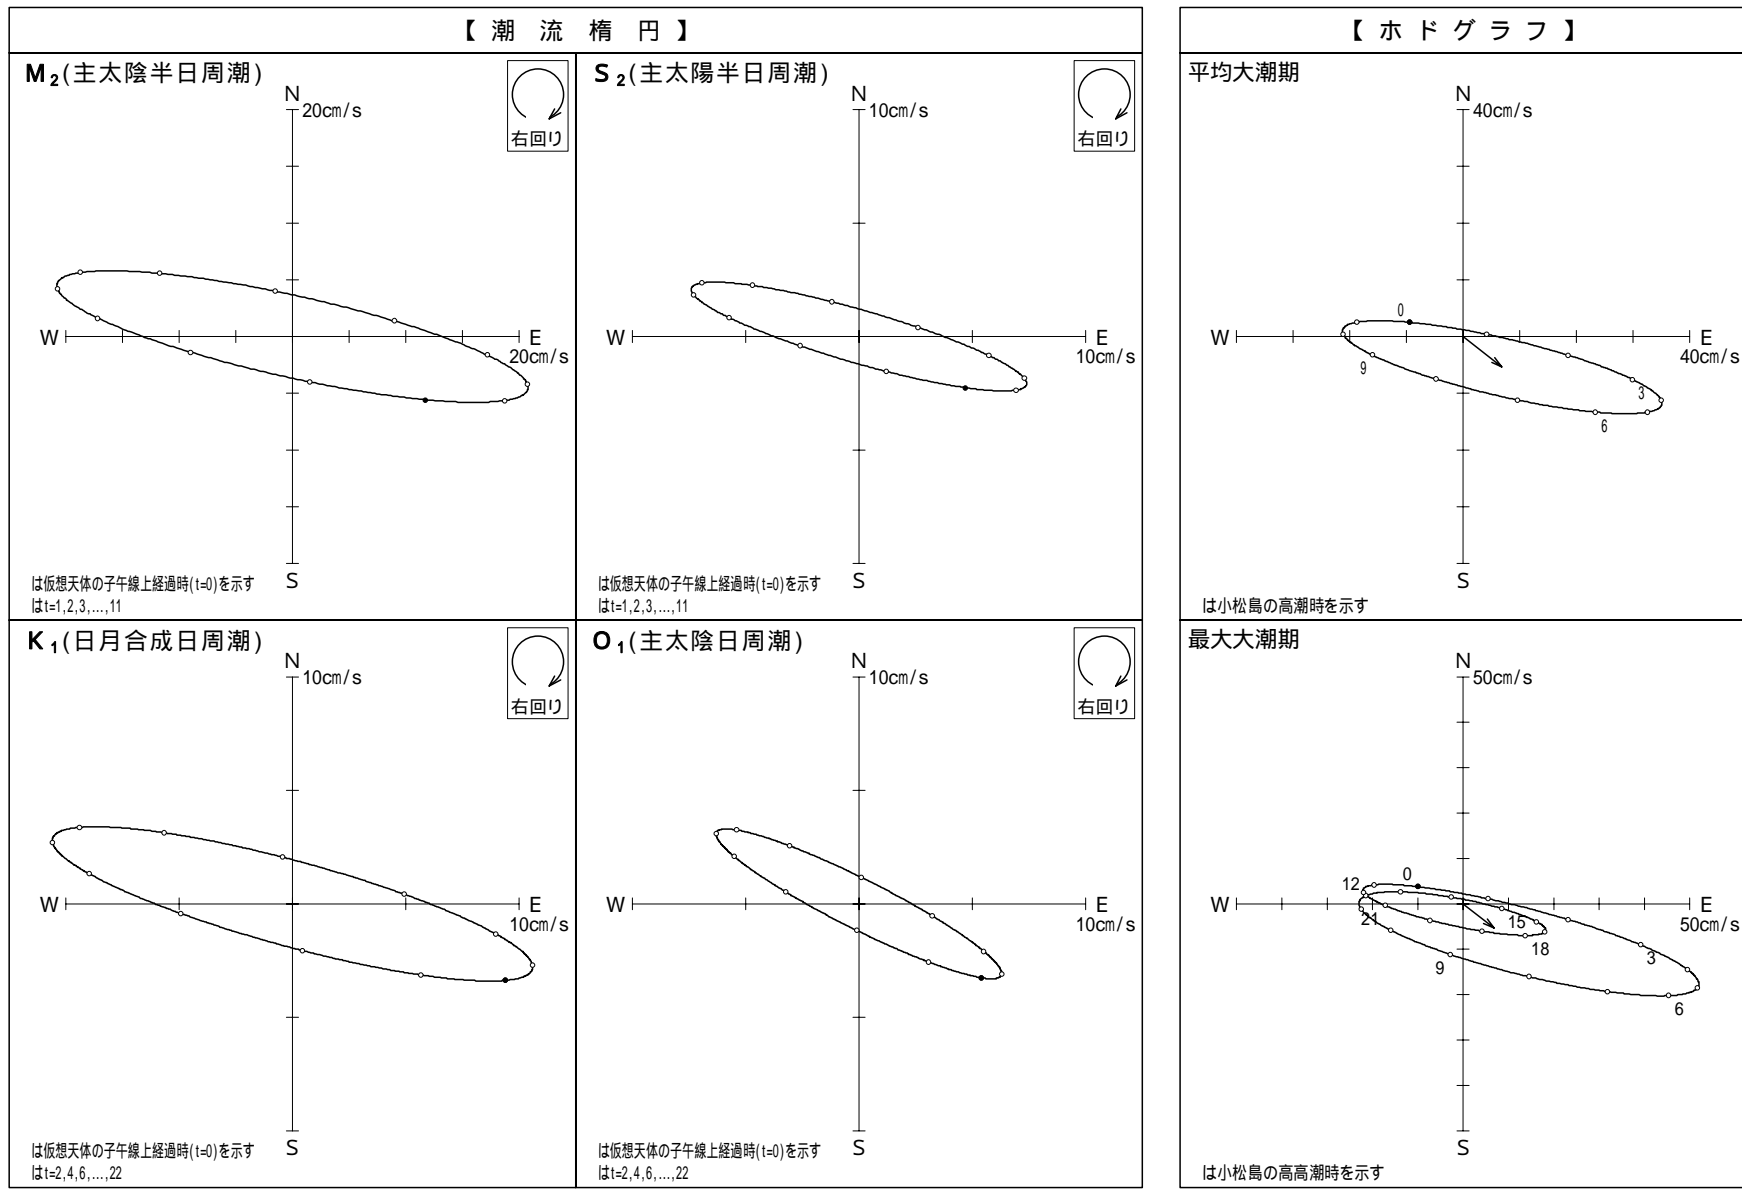 【 潮 流 楕 円 】
M₂(主太陰半日周潮)
右回り
N
20cm/s
W
E
20cm/s
S
は仮想天体の子午線上経過時(t=0)を示す
はt=1,2,3,...,11
S₂(主太陽半日周潮)
右回り
N
10cm/s
W
E
10cm/s
S
は仮想天体の子午線上経過時(t=0)を示す
はt=1,2,3,...,11
K₁(日月合成日周潮)
右回り
N
10cm/s
W
E
10cm/s
S
は仮想天体の子午線上経過時(t=0)を示す
はt=2,4,6,...,22
O₁(主太陰日周潮)
右回り
N
10cm/s
W
E
10cm/s
S
は仮想天体の子午線上経過時(t=0)を示す
はt=2,4,6,...,22
【 ホ ド グ ラ フ 】
平均大潮期
N
40cm/s
0
W
E
40cm/s
9
3
6
S
は小松島の高潮時を示す
最大大潮期
N
50cm/s
12
0
W
E
50cm/s
21
15
18
9
3
6
S
は小松島の高高潮時を示す